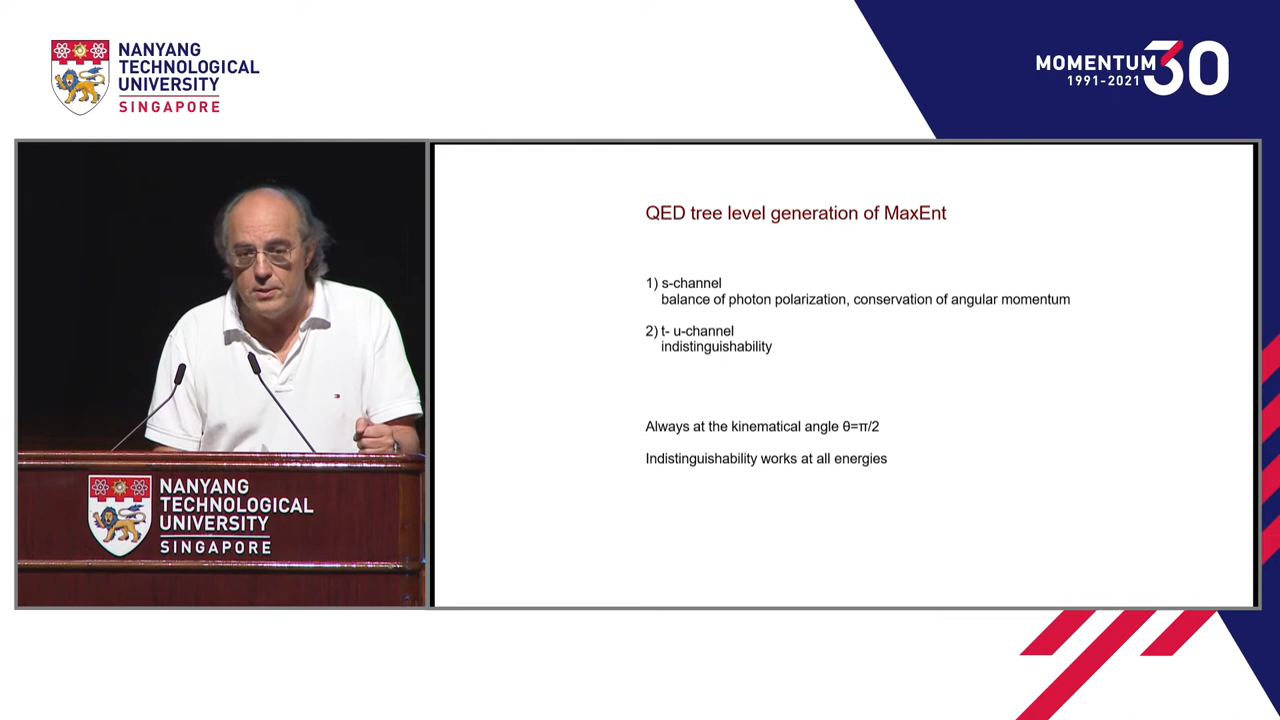 NANYANG
TECHNOLOGICAL
UNIVERSITY
SINGAPORE
MOMENTUM 30
1991-2021
QED tree level generation of MaxEnt
1) s-channel
balance of photon polarization, conservation of angular momentum
2) t- u-channel
indistinguishability
Always at the kinematical angle θ=π/2
Indistinguishability works at all energies
NANYANG
TECHNOLOGICAL
UNIVERSITY
SINGAPORE